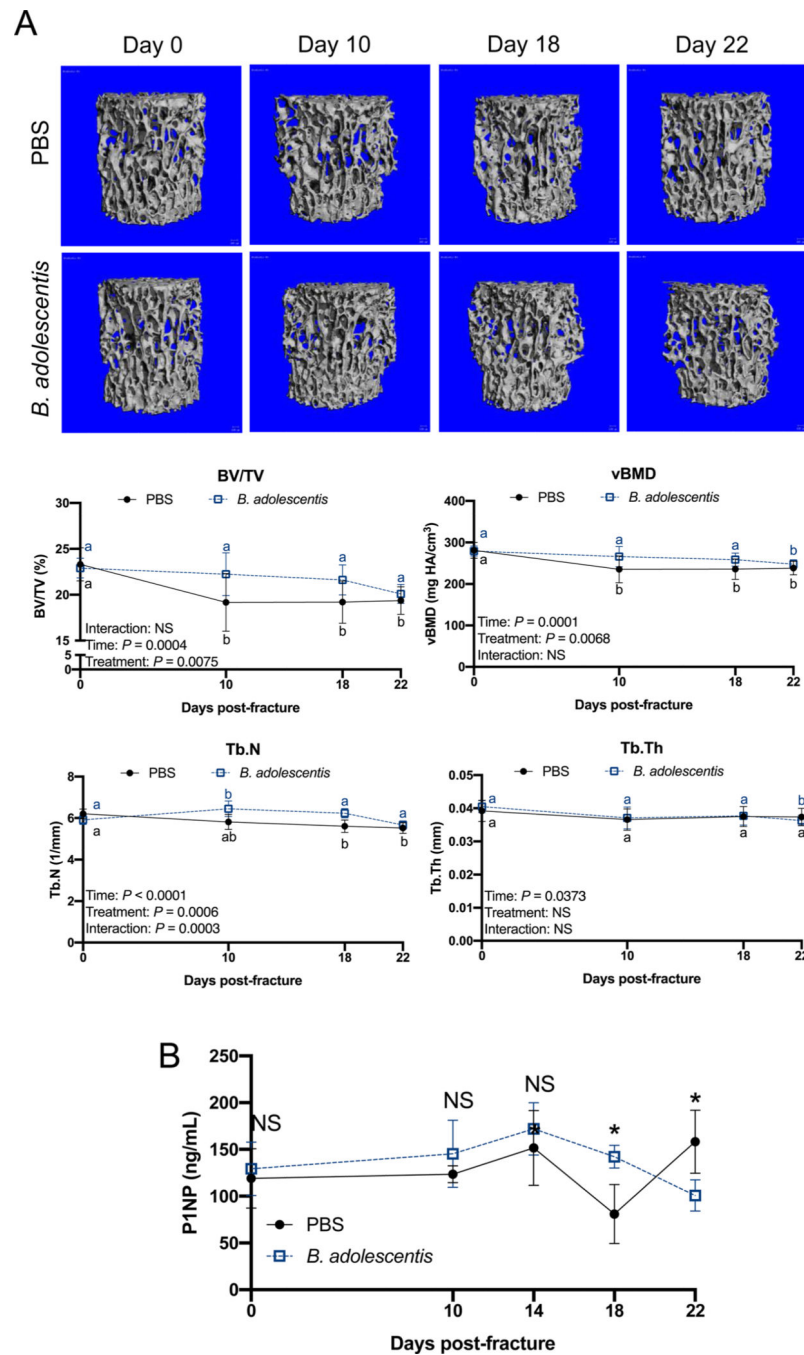 A
Day 0 Day 10 Day 18 Day 22
PBS
B. adolescentis
BV/TV
PBS B. adolescentis
BV/TV (%)
30
25
20
15
5
0
a a a a
a b b b
Interaction: NS
Time: P = 0.0004
Treatment: P = 0.0075
0 10 18 22
Days post-fracture
vBMD
PBS B. adolescentis
vBMD (mg HA/cm³)
400
300
200
100
0
a a a b
a b b b
Time: P = 0.0001
Treatment: P = 0.0068
Interaction: NS
0 10 18 22
Days post-fracture
Tb.N
PBS B. adolescentis
Tb.N (1/mm)
8
6
4
2
0
a b a a
a ab b b
Time: P < 0.0001
Treatment: P = 0.0006
Interaction: P = 0.0003
0 10 18 22
Days post-fracture
Tb.Th
PBS B. adolescentis
Tb.Th (mm)
0.05
0.04
0.03
0.02
0.01
0.00
a a a b
a a a a
Time: P = 0.0373
Treatment: NS
Interaction: NS
0 10 18 22
Days post-fracture
B
P1NP (ng/mL)
250
200
150
100
50
0
NS NS NS * *
*
PBS
B. adolescentis
0 10 14 18 22
Days post-fracture